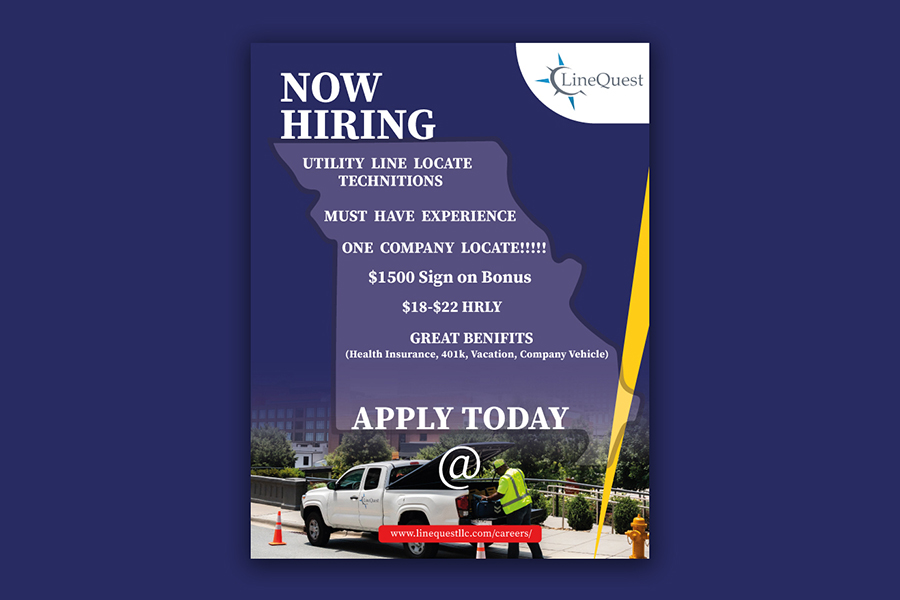 NOW
HIRING
LineQuest
UTILITY LINE LOCATE
TECHNITIONS
MUST HAVE EXPERIENCE
ONE COMPANY LOCATE!!!!!
$1500 Sign on Bonus
$18-$22 HRLY
GREAT BENIFITS
(Health Insurance, 401k, Vacation, Company Vehicle)
APPLY TODAY
@
LineQuest
www.linequestllc.com/careers/